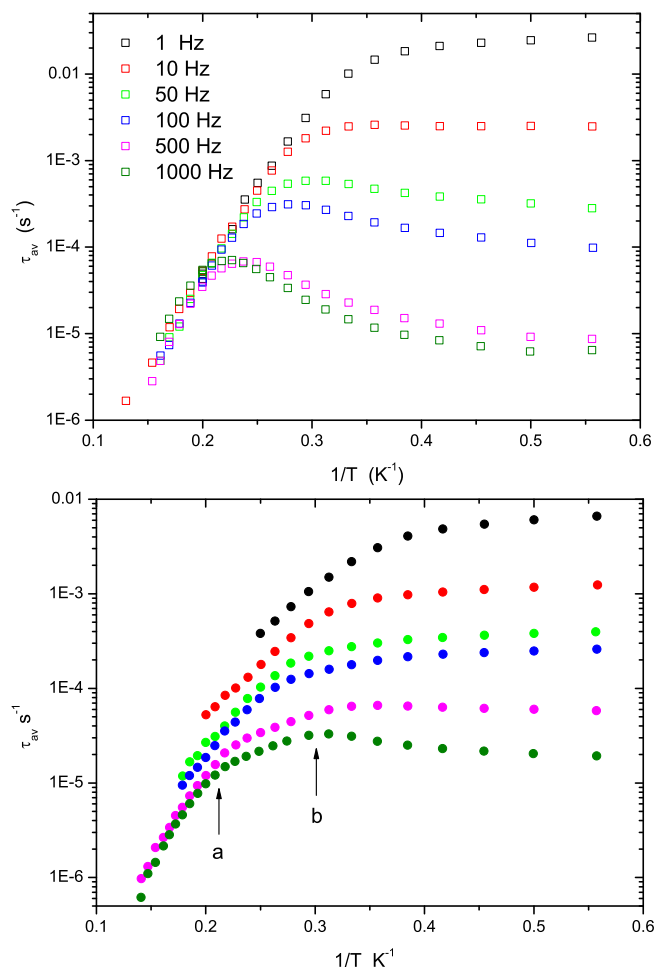 0.01
1E-3
1E-4
1E-5
1E-6
τav (s-1)
1 Hz
10 Hz
50 Hz
100 Hz
500 Hz
1000 Hz
0.1 0.2 0.3 0.4 0.5 0.6
1/T (K-1)
0.01
1E-3
1E-4
1E-5
1E-6
τav s-1
a
b
0.1 0.2 0.3 0.4 0.5 0.6
1/T K-1